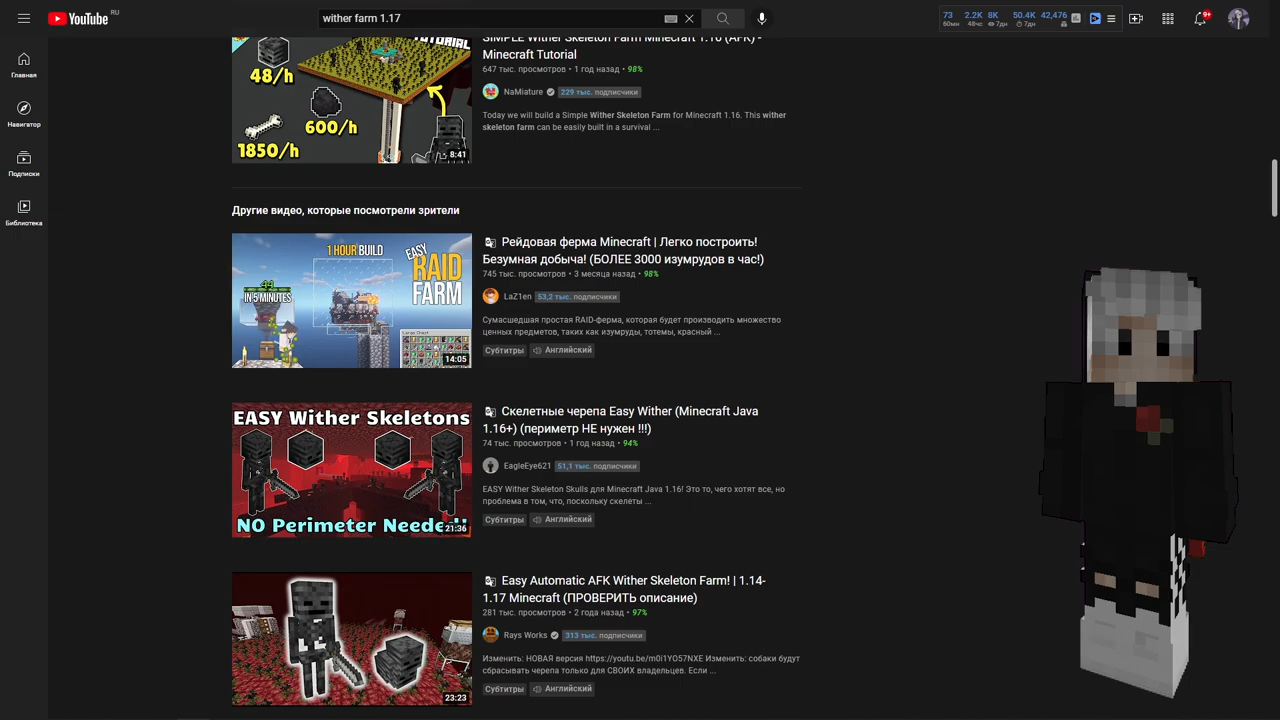 YouTube RU
wither farm 1.17
73 2.2K 8K 50.4K 42,476
60мин 48чс 7дн 7дн
9+
Главная
Навигатор
Подписки
Библиотека
TUTORIAL
48/h
600/h
1850/h
8:41
SIMPLE Wither Skeleton Farm Minecraft 1.16 (AFK) -
Minecraft Tutorial
647 тыс. просмотров • 1 год назад • 98%
NaMiature 229 тыс. подписчики
Today we will build a Simple Wither Skeleton Farm for Minecraft 1.16. This wither
skeleton farm can be easily built in a survival ...
Другие видео, которые посмотрели зрители
1 HOUR BUILD
EASY
RAID
FARM
IN 5 MINUTES
14:05
Рейдовая ферма Minecraft | Легко построить!
Безумная добыча! (БОЛЕЕ 3000 изумрудов в час!)
745 тыс. просмотров • 3 месяца назад • 98%
LaZ1en 53,2 тыс. подписчики
Сумасшедшая простая RAID-ферма, которая будет производить множество
ценных предметов, таких как изумруды, тотемы, красный ...
Субтитры Английский
EASY Wither Skeletons
NO Perimeter Needed!!
21:36
Скелетные черепа Easy Wither (Minecraft Java
1.16+) (периметр НЕ нужен !!!)
74 тыс. просмотров • 1 год назад • 94%
EagleEye621 51,1 тыс. подписчики
EASY Wither Skeleton Skulls для Minecraft Java 1.16! Это то, чего хотят все, но
проблема в том, что, поскольку скелеты ...
Субтитры Английский
23:23
Easy Automatic AFK Wither Skeleton Farm! | 1.14-
1.17 Minecraft (ПРОВЕРИТЬ описание)
281 тыс. просмотров • 2 года назад • 97%
Rays Works 313 тыс. подписчики
Изменить: НОВАЯ версия https://youtu.be/m0i1YO57NXE Изменить: собаки будут
сбрасывать черепа только для СВОИХ владельцев. Если ...
Субтитры Английский